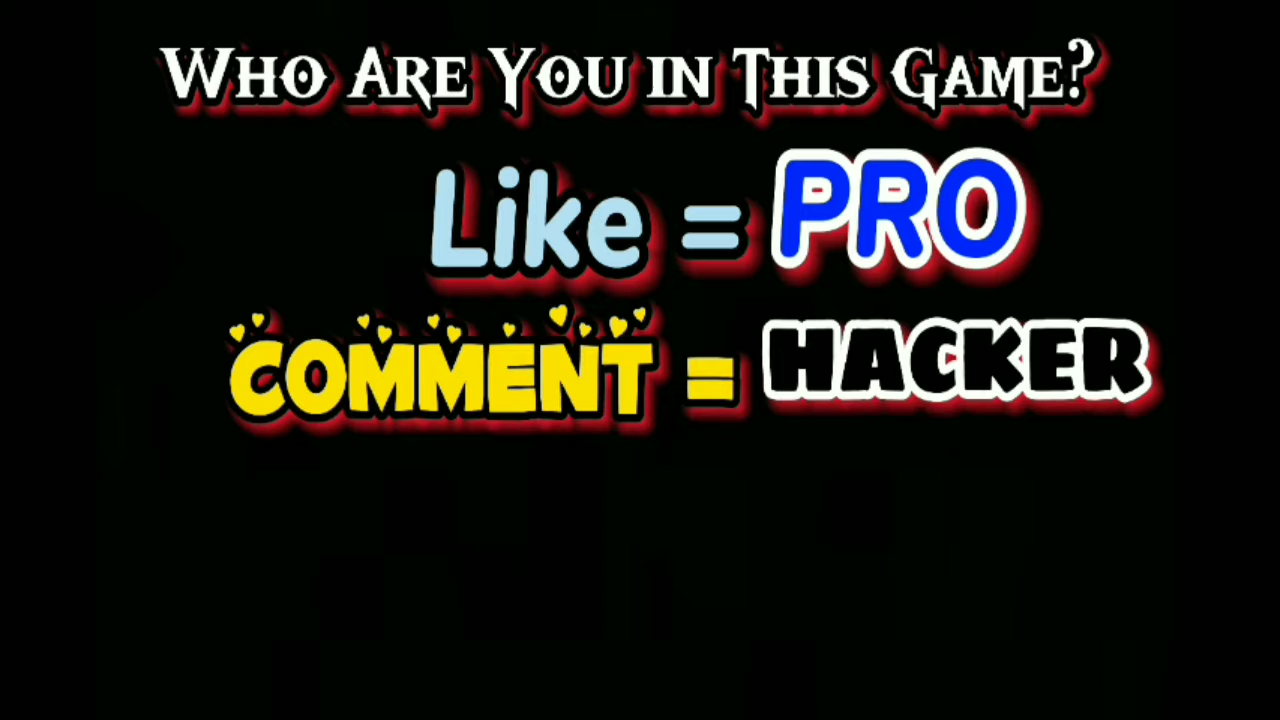 Who Are You in This Game?
Like = PRO
COMMENT = HACKER